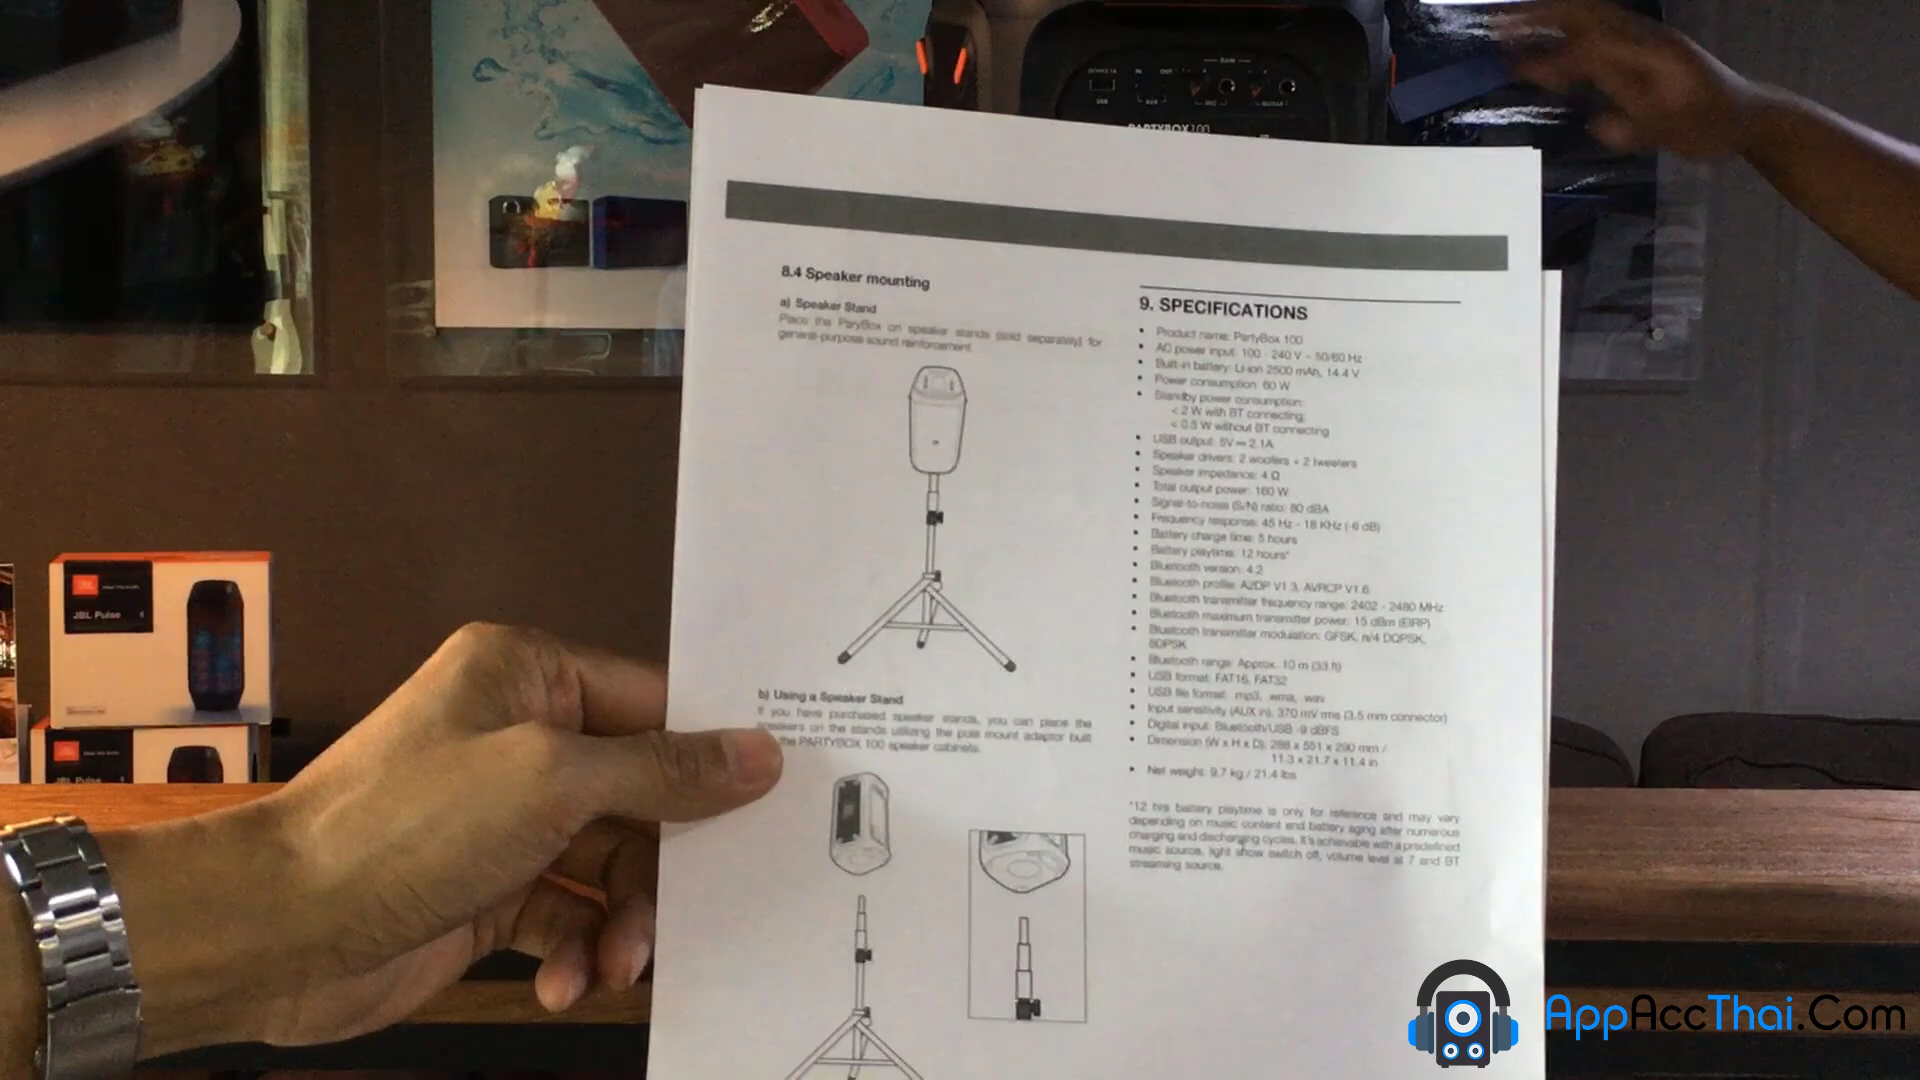 PARTYBOX100
8.4 Speaker mounting
a) Speaker Stand
Place the ParyBox on speaker stands (sold separately) for
general-purpose sound reinforcement.
b) Using a Speaker Stand
If you have purchased speaker stands, you can place the
speakers on the stands utilising the pole mount adaptor built
the PARTYBOX 100 speaker cabinets.
9. SPECIFICATIONS
• Product name: PartyBox 100
• AC power input: 100 - 240 V ~ 50/60 Hz
• Built-in battery: Li-ion 2500 mAh, 14.4 V
• Power consumption: 60 W
• Standby power consumption:
< 2 W with BT connecting;
< 0.5 W without BT connecting
• USB output: 5V ⎓ 2.1A
• Speaker drivers: 2 woofers + 2 tweeters
• Speaker impedance: 4 Ω
• Total output power: 160 W
• Signal-to-noise (S/N) ratio: 80 dBA
• Frequency response: 45 Hz - 18 KHz (-6 dB)
• Battery charge time: 5 hours
• Battery playtime: 12 hours*
• Bluetooth version: 4.2
• Bluetooth profile: A2DP V1.3, AVRCP V1.6
• Bluetooth transmitter frequency range: 2402 - 2480 MHz
• Bluetooth maximum transmitter power: 15 dBm (EIRP)
• Bluetooth transmitter modulation: GFSK, π/4 DQPSK,
8DPSK
• Bluetooth range: Approx. 10 m (33 ft)
• USB format: FAT16, FAT32
• USB file format: .mp3, .wma, .wav
• Input sensitivity (AUX in): 370 mV rms (3.5 mm connector)
• Digital input: Bluetooth/USB -9 dBFS
• Dimension (W x H x D): 288 x 551 x 290 mm /
11.3 x 21.7 x 11.4 in
• Net weight: 9.7 kg / 21.4 lbs
*12 hrs battery playtime is only for reference and may vary
depending on music content and battery aging after numerous
charging and discharging cycles. It's achievable with a predefined
music source, light show switch off, volume level at 7 and BT
streaming source.
JBL
JBL Pulse
JBL
JBL Pulse
AppAccThai.Com